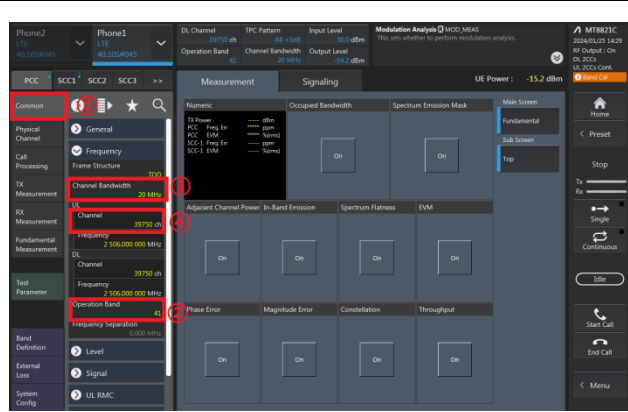 Phone2
LTE
40.105#045
Phone1
LTE
40.105#045
DL Channel
39750 ch
TPC Pattern
All +3dB
Input Level
30.0 dBm
Operation Band
41
Channel Bandwidth
20 MHz
Output Level
-54.2 dBm
Modulation Analysis MOD_MEAS
This sets whether to perform modulation analysis.
MT8821C
2024/01/25 14:29
RF Output : On
DL 2CCs
UL 2CCs Cont.
Band Cal
PCC SCC1 SCC2 SCC3 >>
Measurement
Signaling
UE Power : -15.2 dBm
Common
①
Physical
Channel
Call
Processing
TX
Measurement
RX
Measurement
Fundamental
Measurement
Test
Parameter
Band
Definition
External
Loss
System
Config
General
Frequency
Frame Structure
TDD
Channel Bandwidth
20 MHz
③
UL
Channel
39750 ch
④
Frequency
2 506.000 000 MHz
DL
Channel
39750 ch
Frequency
2 506.000 000 MHz
Operation Band
41
②
Frequency Separation
0.000 MHz
Level
Signal
UL RMC
Numeric
TX Power ----- dBm
PCC Freq. Err ----- ppm
PCC EVM ----- %(rms)
SCC-1 Freq. Err ----- ppm
SCC-1 EVM ----- %(rms)
Occupied Bandwidth
On
Spectrum Emission Mask
On
Adjacent Channel Power
On
In-Band Emission
On
Spectrum Flatness
On
EVM
On
Phase Error
On
Magnitude Error
On
Constellation
On
Throughput
On
Main Screen
Fundamental
Sub Screen
Top
Home
< Preset
Stop
Tx
Rx
Single
Continuous
Idle
Start Call
End Call
< Menu